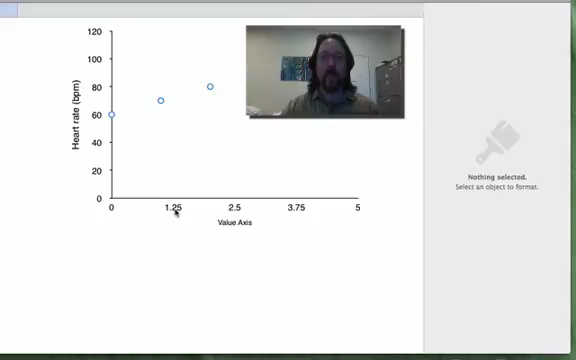 120
100
80
60
40
20
0
Heart rate (bpm)
0 1.25 2.5 3.75 5
Value Axis
Nothing selected.
Select an object to format.